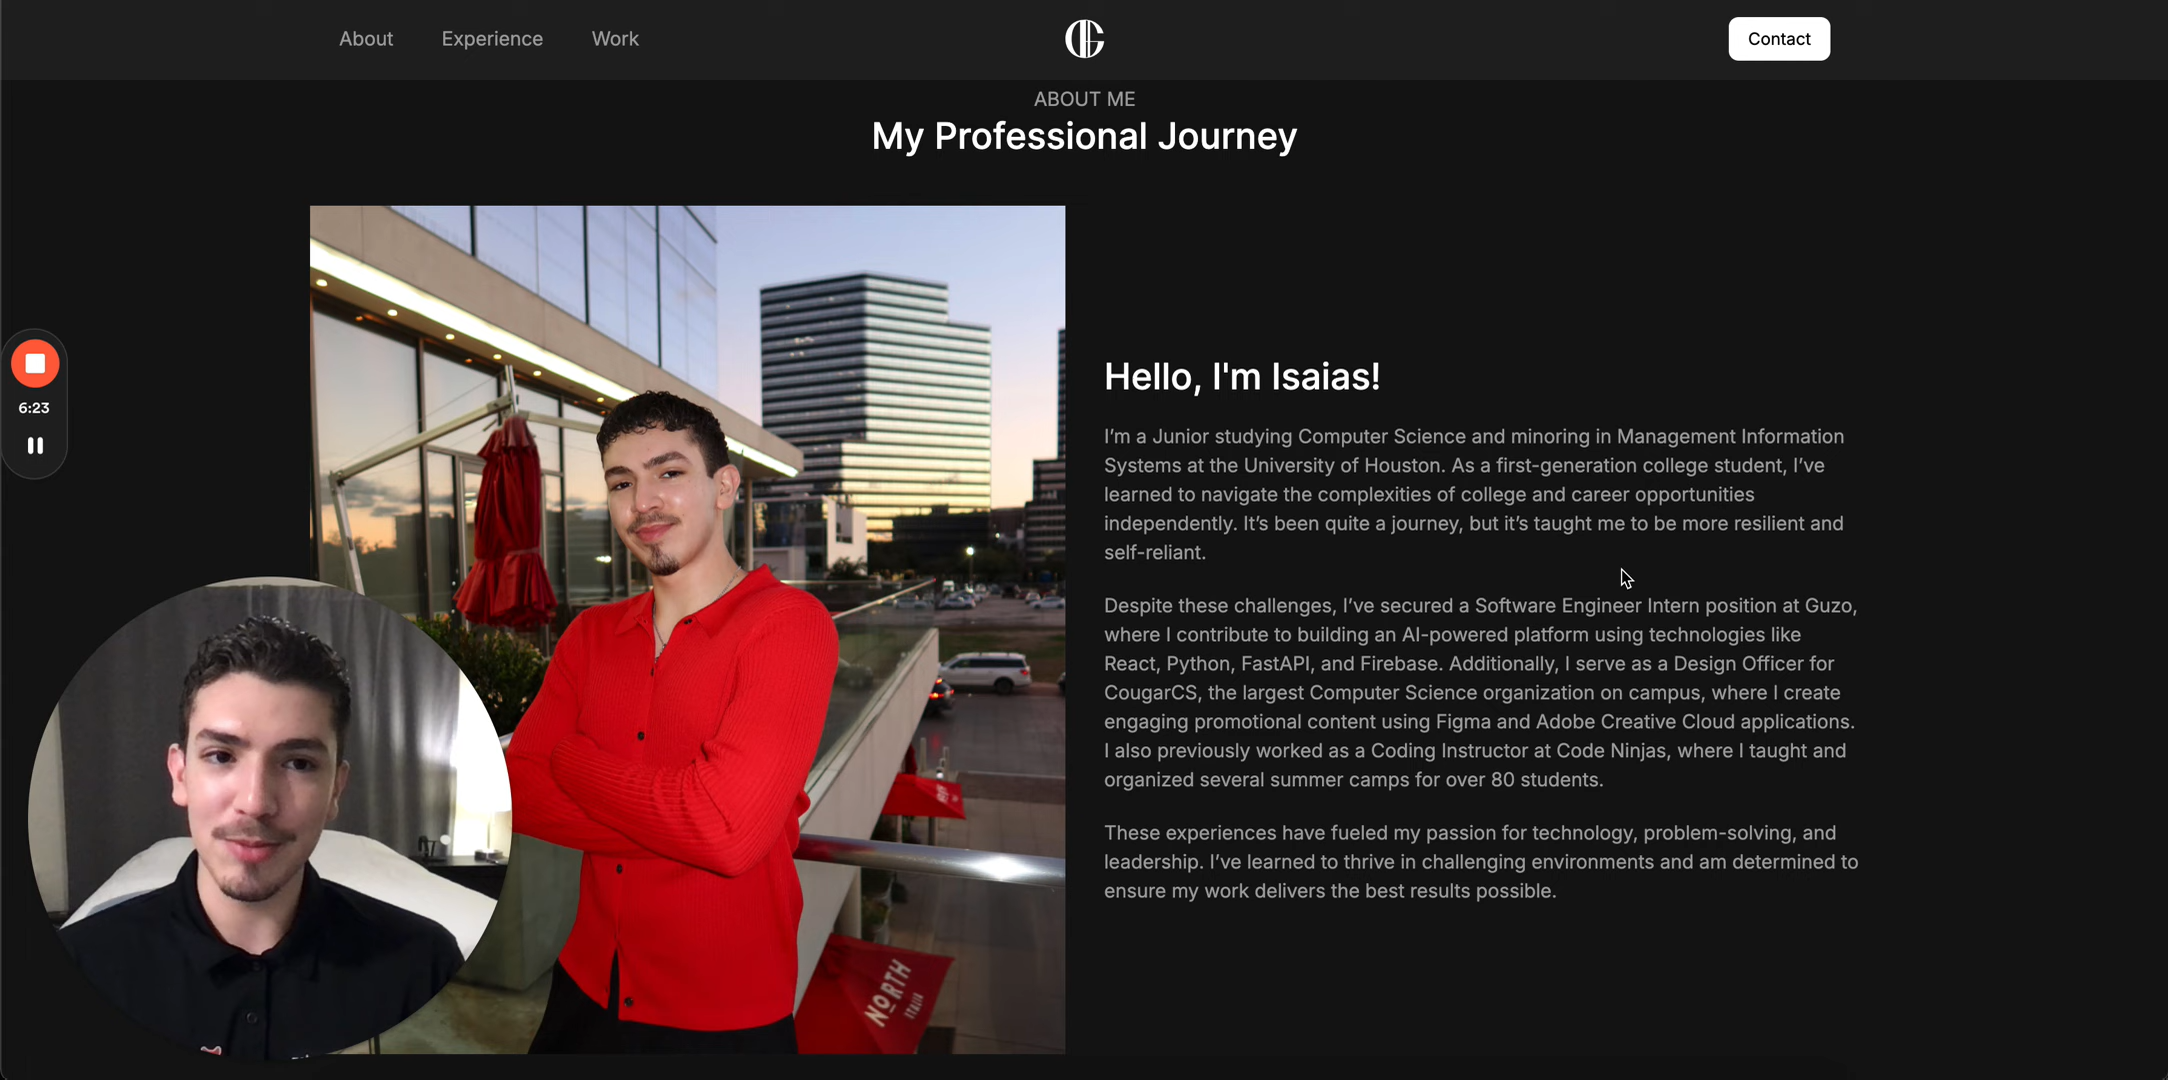 About Experience Work Contact
ABOUT ME
My Professional Journey
6:23
Hello, I'm Isaias!
I’m a Junior studying Computer Science and minoring in Management Information
Systems at the University of Houston. As a first-generation college student, I’ve
learned to navigate the complexities of college and career opportunities
independently. It’s been quite a journey, but it’s taught me to be more resilient and
self-reliant.
Despite these challenges, I’ve secured a Software Engineer Intern position at Guzo,
where I contribute to building an AI-powered platform using technologies like
React, Python, FastAPI, and Firebase. Additionally, I serve as a Design Officer for
CougarCS, the largest Computer Science organization on campus, where I create
engaging promotional content using Figma and Adobe Creative Cloud applications.
I also previously worked as a Coding Instructor at Code Ninjas, where I taught and
organized several summer camps for over 80 students.
These experiences have fueled my passion for technology, problem-solving, and
leadership. I’ve learned to thrive in challenging environments and am determined to
ensure my work delivers the best results possible.
NORTH
ITALIA